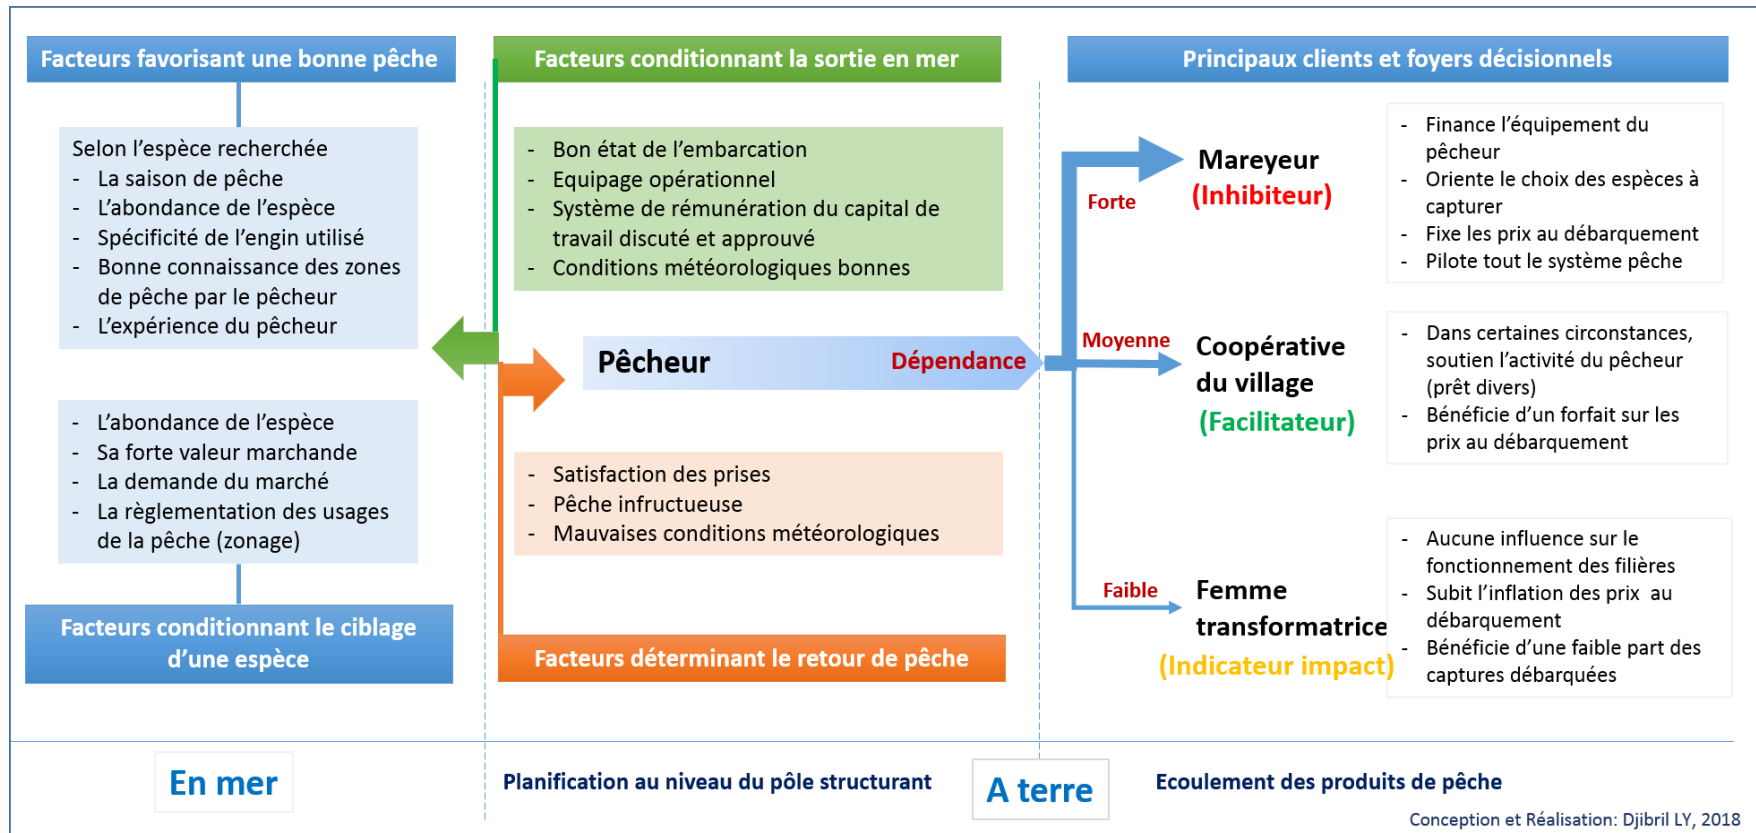 Facteurs favorisant une bonne pêche
Selon l’espèce recherchée
- La saison de pêche
- L’abondance de l’espèce
- Spécificité de l’engin utilisé
- Bonne connaissance des zones
de pêche par le pêcheur
- L’expérience du pêcheur
- L’abondance de l’espèce
- Sa forte valeur marchande
- La demande du marché
- La règlementation des usages
de la pêche (zonage)
Facteurs conditionnant le ciblage
d’une espèce
Facteurs conditionnant la sortie en mer
- Bon état de l’embarcation
- Equipage opérationnel
- Système de rémunération du capital de
travail discuté et approuvé
- Conditions météorologiques bonnes
Pêcheur
Dépendance
- Satisfaction des prises
- Pêche infructueuse
- Mauvaises conditions météorologiques
Facteurs déterminant le retour de pêche
Principaux clients et foyers décisionnels
Forte
Mareyeur
(Inhibiteur)
- Finance l’équipement du
pêcheur
- Oriente le choix des espèces à
capturer
- Fixe les prix au débarquement
- Pilote tout le système pêche
Moyenne
Coopérative
du village
(Facilitateur)
- Dans certaines circonstances,
soutien l’activité du pêcheur
(prêt divers)
- Bénéficie d’un forfait sur les
prix au débarquement
Faible
Femme
transformatrice
(Indicateur impact)
- Aucune influence sur le
fonctionnement des filières
- Subit l’inflation des prix au
débarquement
- Bénéficie d’une faible part des
captures débarquées
En mer
Planification au niveau du pôle structurant
A terre
Ecoulement des produits de pêche
Conception et Réalisation: Djibril LY, 2018